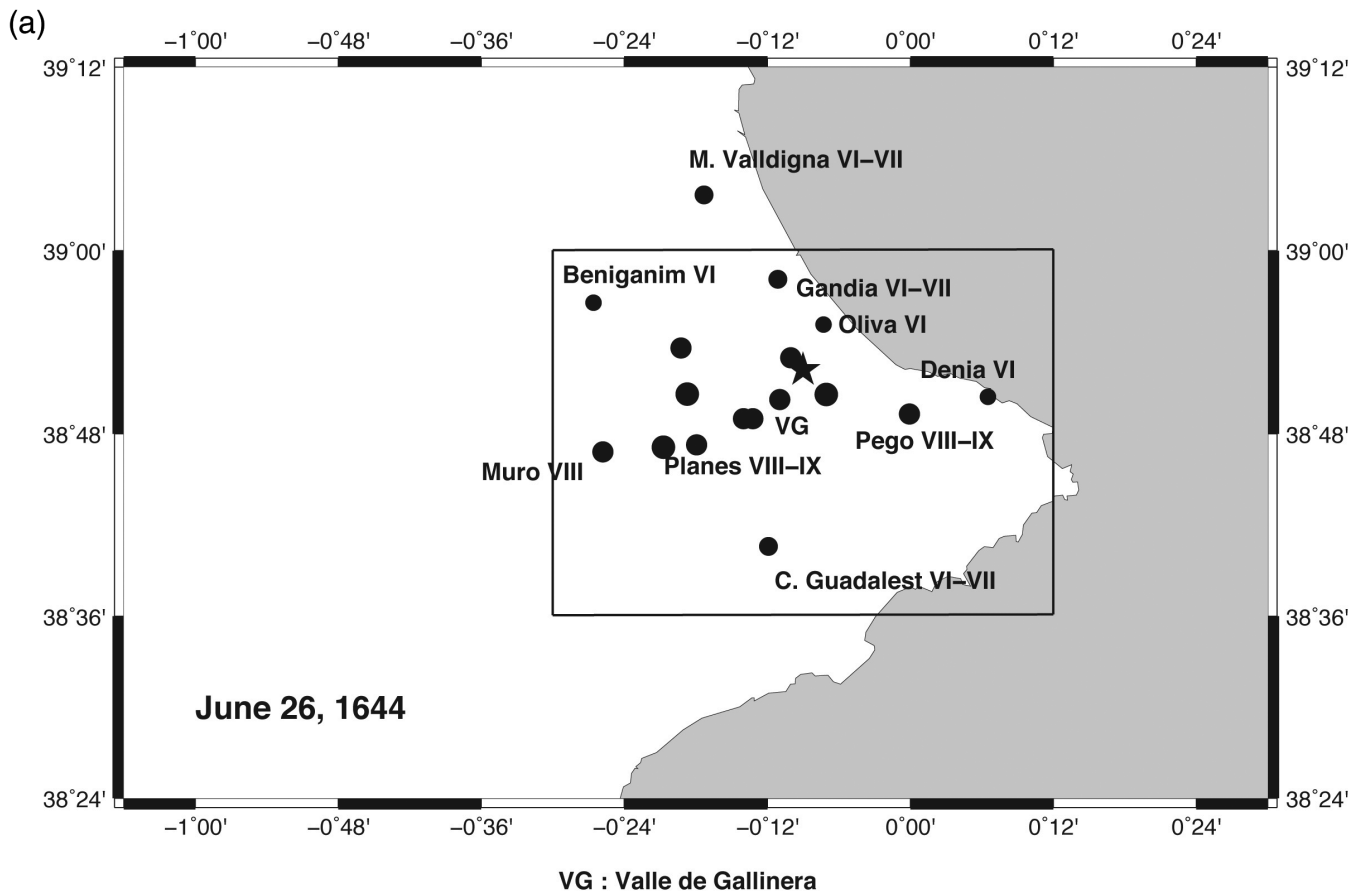 (a)
−1˚00' −0˚48' −0˚36' −0˚24' −0˚12' 0˚00' 0˚12' 0˚24'
39˚12' 39˚12'
M. Valldigna VI–VII
39˚00' 39˚00'
Beniganim VI
Gandia VI–VII
Oliva VI
Denia VI
VG
38˚48' 38˚48'
Pego VIII–IX
Planes VIII–IX
Muro VIII
C. Guadalest VI–VII
38˚36' 38˚36'
June 26, 1644
38˚24' 38˚24'
−1˚00' −0˚48' −0˚36' −0˚24' −0˚12' 0˚00' 0˚12' 0˚24'
VG : Valle de Gallinera